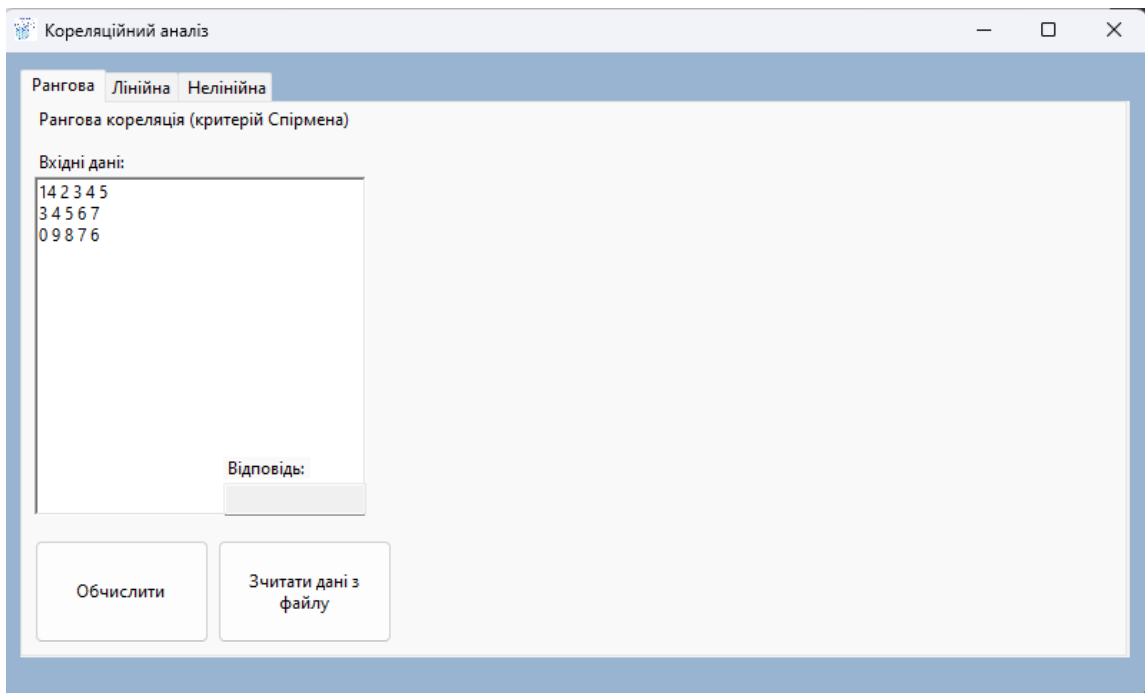 Кореляційний аналіз
Рангова Лінійна Нелінійна
Рангова кореляція (критерій Спірмена)
Вхідні дані:
14 2 3 4 5
3 4 5 6 7
0 9 8 7 6
Відповідь:
Обчислити
Зчитати дані з
файлу